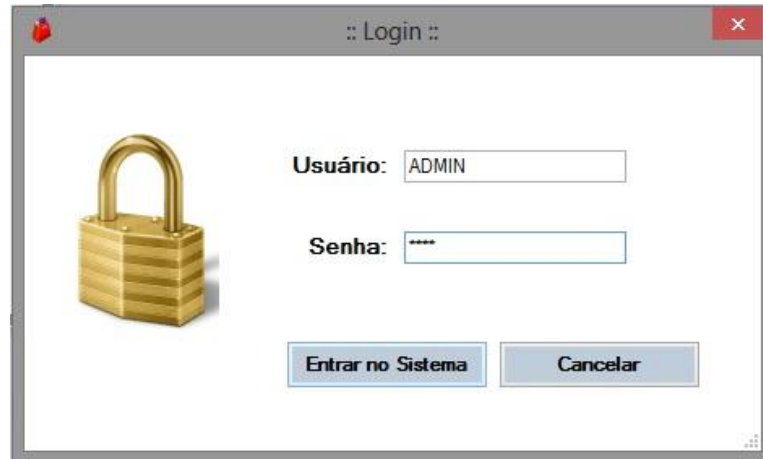 :: Login ::
Usuário: ADMIN
Senha: ****
Entrar no Sistema Cancelar